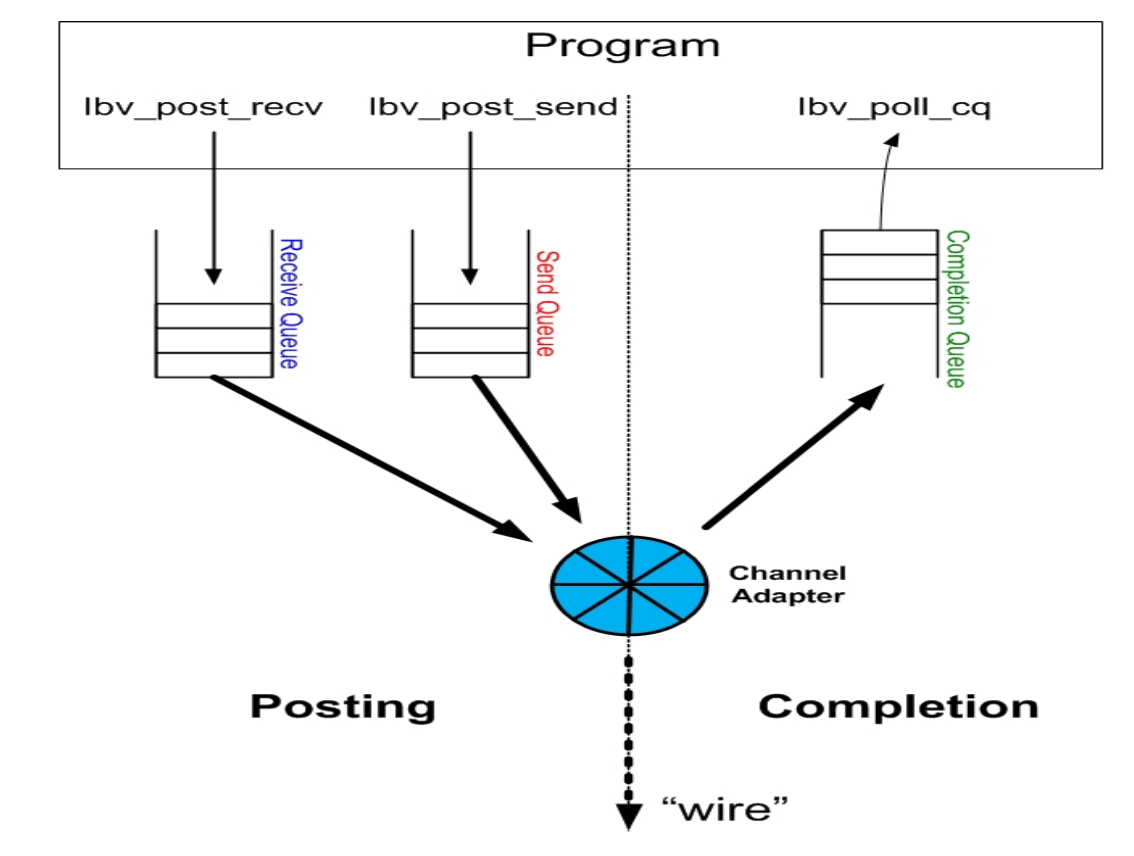 Program
Ibv_post_recv
Ibv_post_send
Ibv_poll_cq
Receive Queue
Send Queue
Completion Queue
Channel
Adapter
Posting
Completion
“wire”